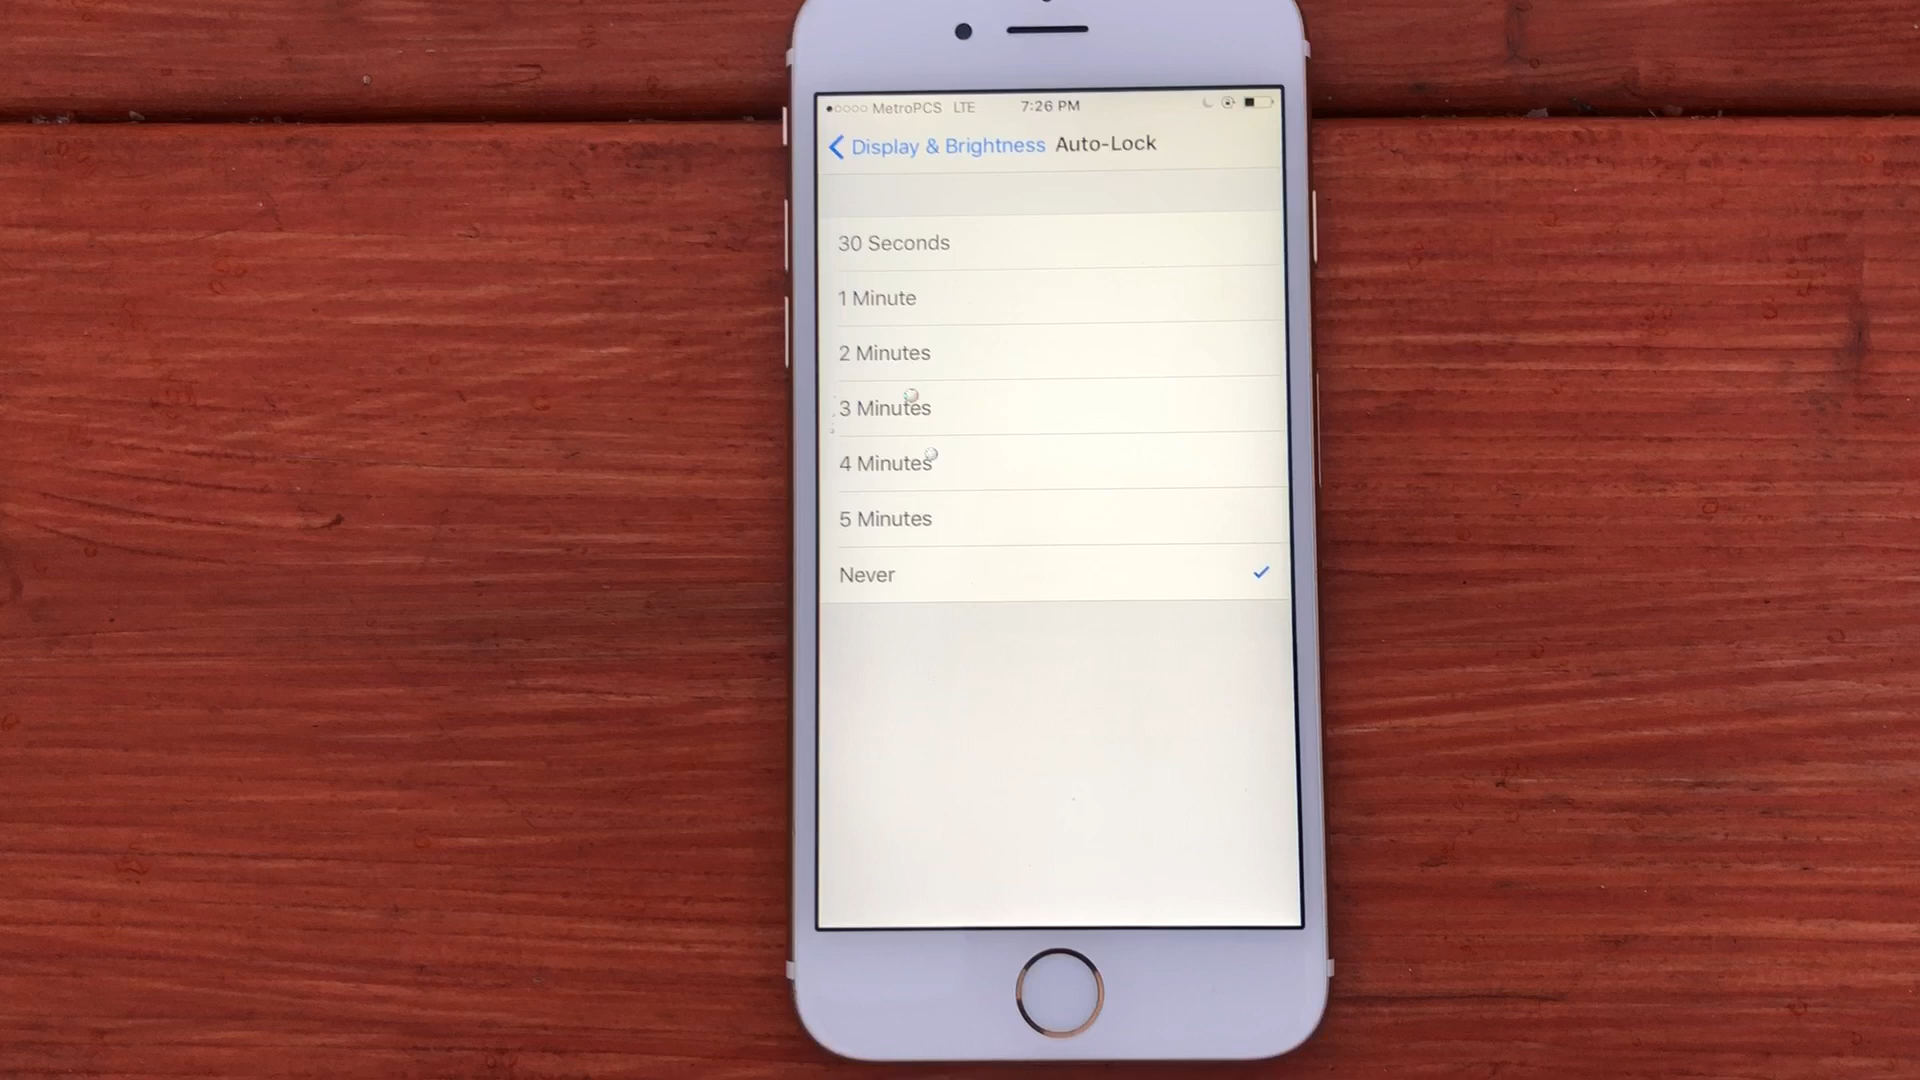 MetroPCS LTE 7:26 PM
Display & Brightness Auto-Lock
30 Seconds
1 Minute
2 Minutes
3 Minutes
4 Minutes
5 Minutes
Never